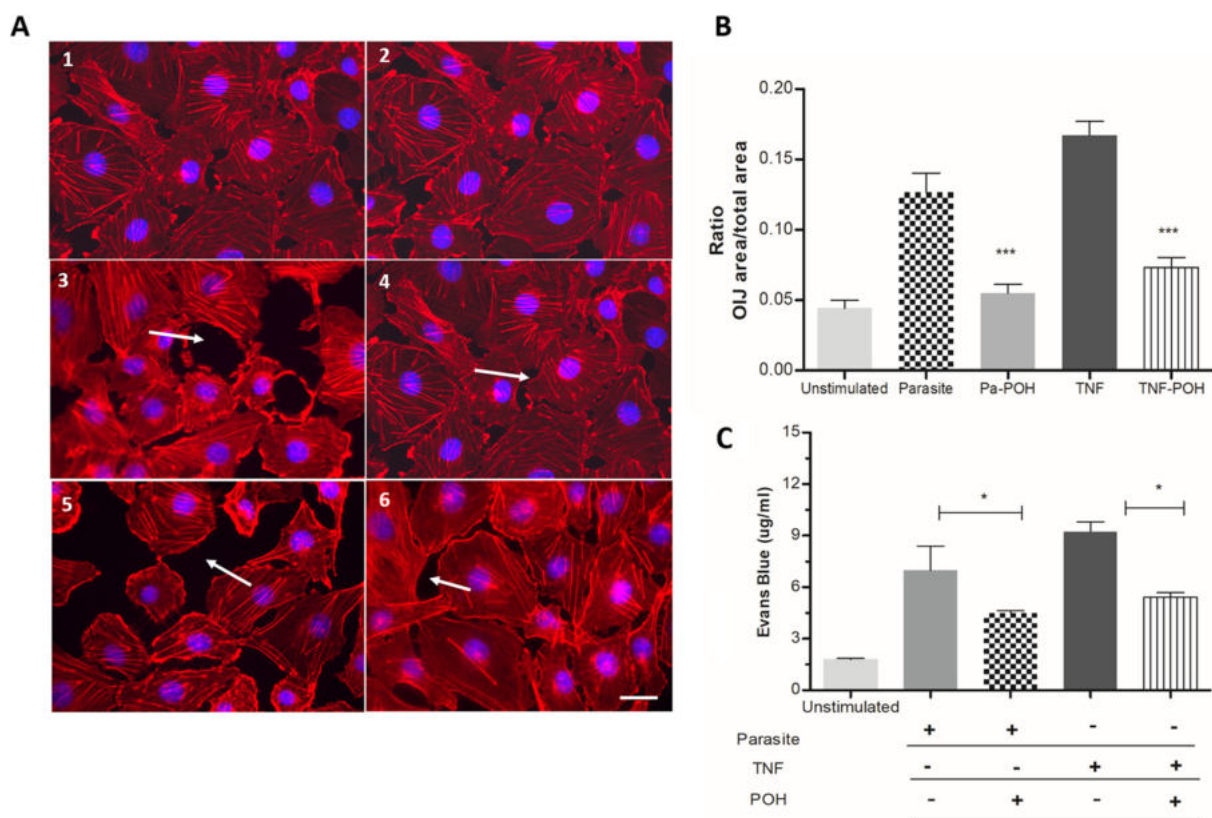 A
B
1
2
3
4
5
6
Ratio
OIJ area/total area
0.20
0.15
0.10
0.05
0.00
***
***
Unstimulated Parasite Pa-POH TNF TNF-POH
C
Evans Blue (ug/ml)
15
12
9
6
3
0
*
*
Unstimulated
Parasite + + - -
TNF - - + +
POH - + - +